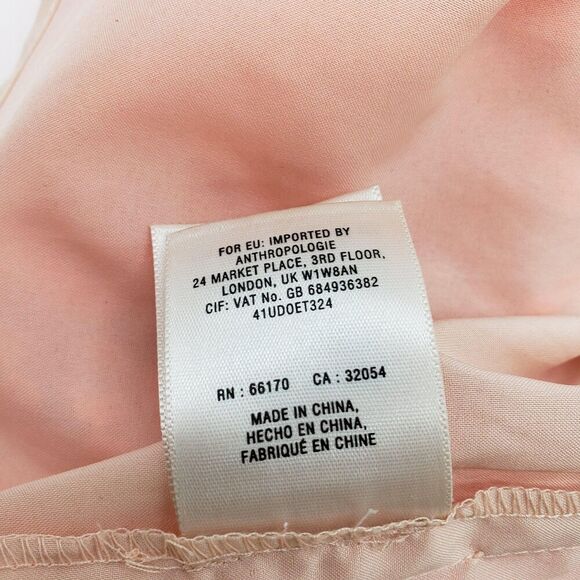 FOR EU: IMPORTED BY
ANTHROPOLOGIE
24 MARKET PLACE, 3RD FLOOR,
LONDON, UK W1W8AN
CIF: VAT No. GB 684936382
41UDOET324
RN : 66170 CA : 32054
MADE IN CHINA,
HECHO EN CHINA,
FABRIQUÉ EN CHINE